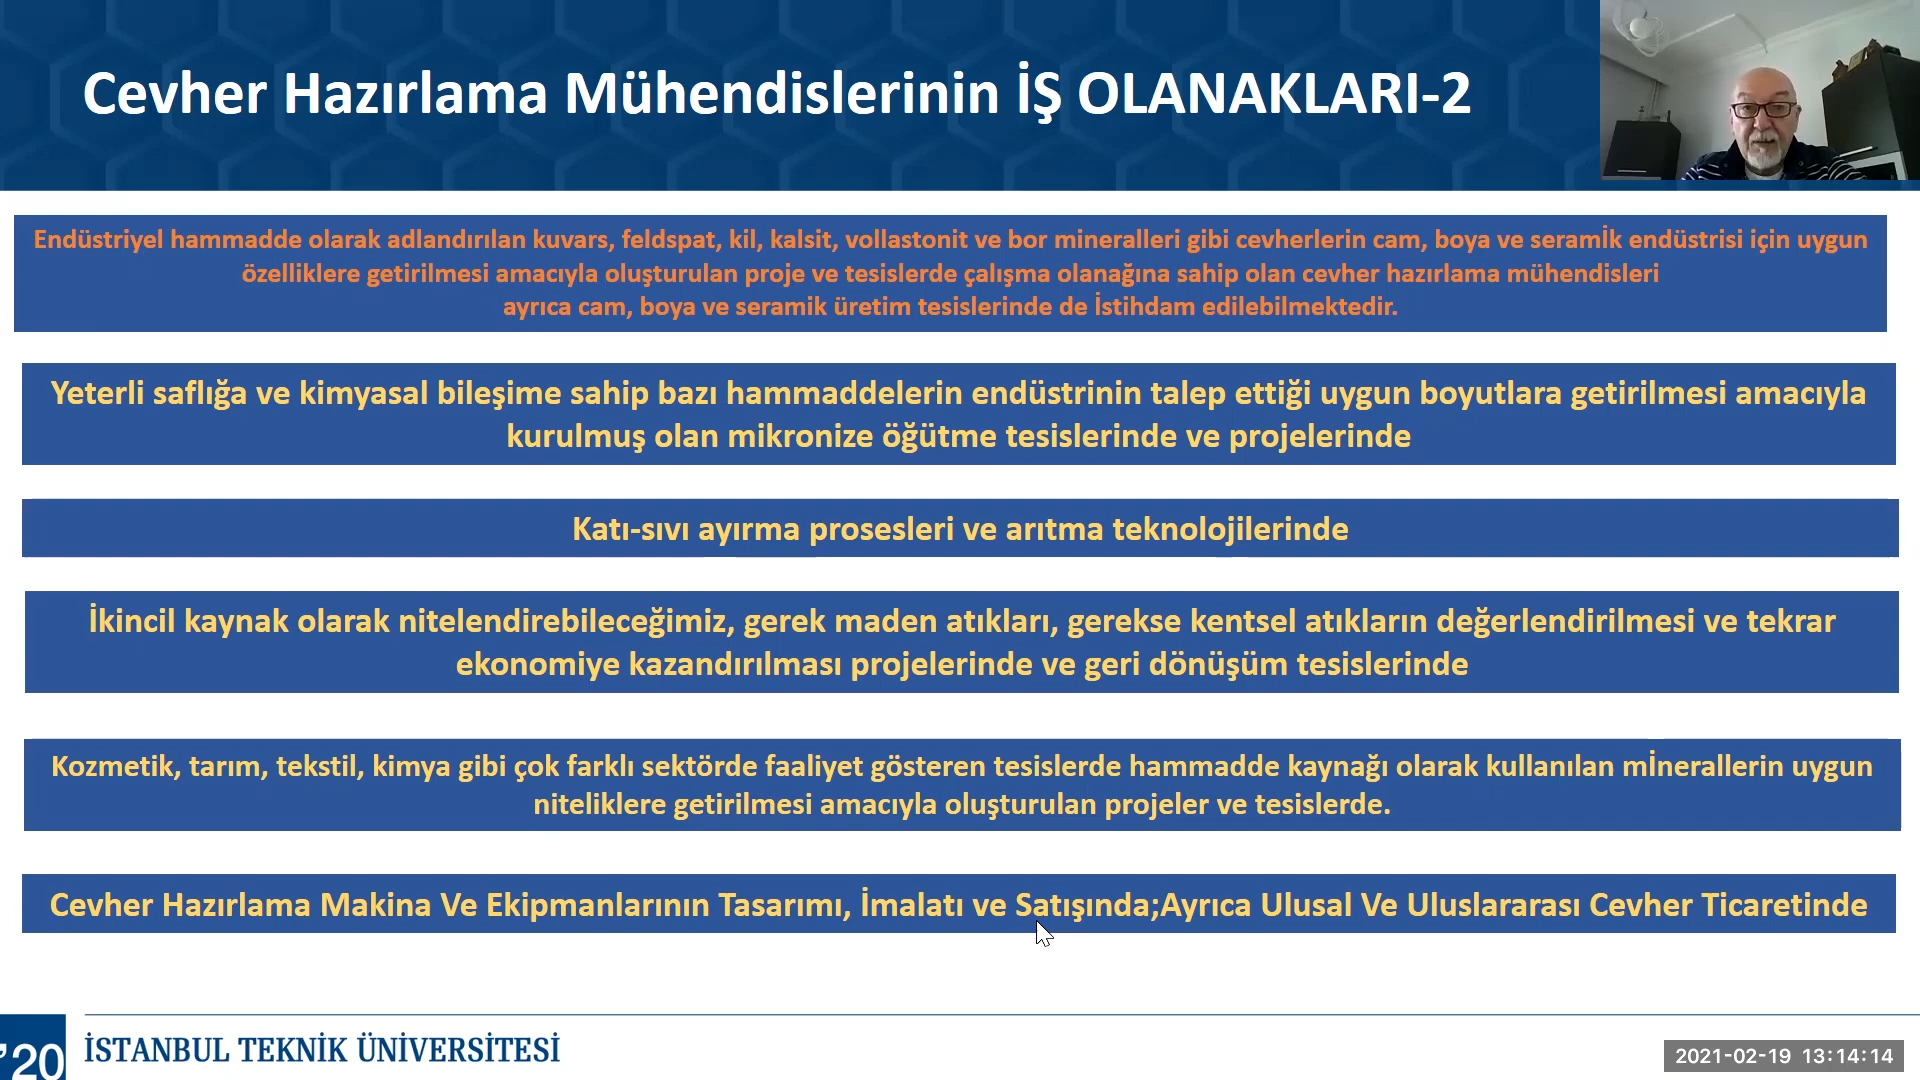 Cevher Hazırlama Mühendislerinin İŞ OLANAKLARI-2
Endüstriyel hammadde olarak adlandırılan kuvars, feldspat, kil, kalsit, vollastonit ve bor mineralleri gibi cevherlerin cam, boya ve seramİk endüstrisi için uygun
özelliklere getirilmesi amacıyla oluşturulan proje ve tesislerde çalışma olanağına sahip olan cevher hazırlama mühendisleri
ayrıca cam, boya ve seramik üretim tesislerinde de İstihdam edilebilmektedir.
Yeterli saflığa ve kimyasal bileşime sahip bazı hammaddelerin endüstrinin talep ettiği uygun boyutlara getirilmesi amacıyla
kurulmuş olan mikronize öğütme tesislerinde ve projelerinde
Katı-sıvı ayırma prosesleri ve arıtma teknolojilerinde
İkincil kaynak olarak nitelendirebileceğimiz, gerek maden atıkları, gerekse kentsel atıkların değerlendirilmesi ve tekrar
ekonomiye kazandırılması projelerinde ve geri dönüşüm tesislerinde
Kozmetik, tarım, tekstil, kimya gibi çok farklı sektörde faaliyet gösteren tesislerde hammadde kaynağı olarak kullanılan mİnerallerin uygun
niteliklere getirilmesi amacıyla oluşturulan projeler ve tesislerde.
Cevher Hazırlama Makina Ve Ekipmanlarının Tasarımı, İmalatı ve Satışında;Ayrıca Ulusal Ve Uluslararası Cevher Ticaretinde
’20
İSTANBUL TEKNİK ÜNİVERSİTESİ
2021-02-19 13:14:14